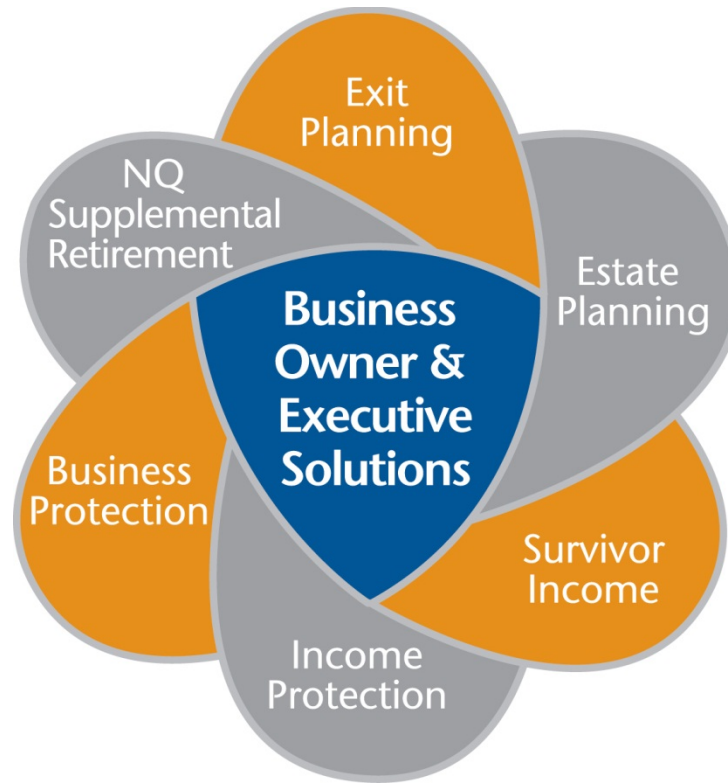 Exit
Planning
NQ
Supplemental
Retirement
Estate
Planning
Business
Owner &
Executive
Solutions
Business
Protection
Survivor
Income
Income
Protection